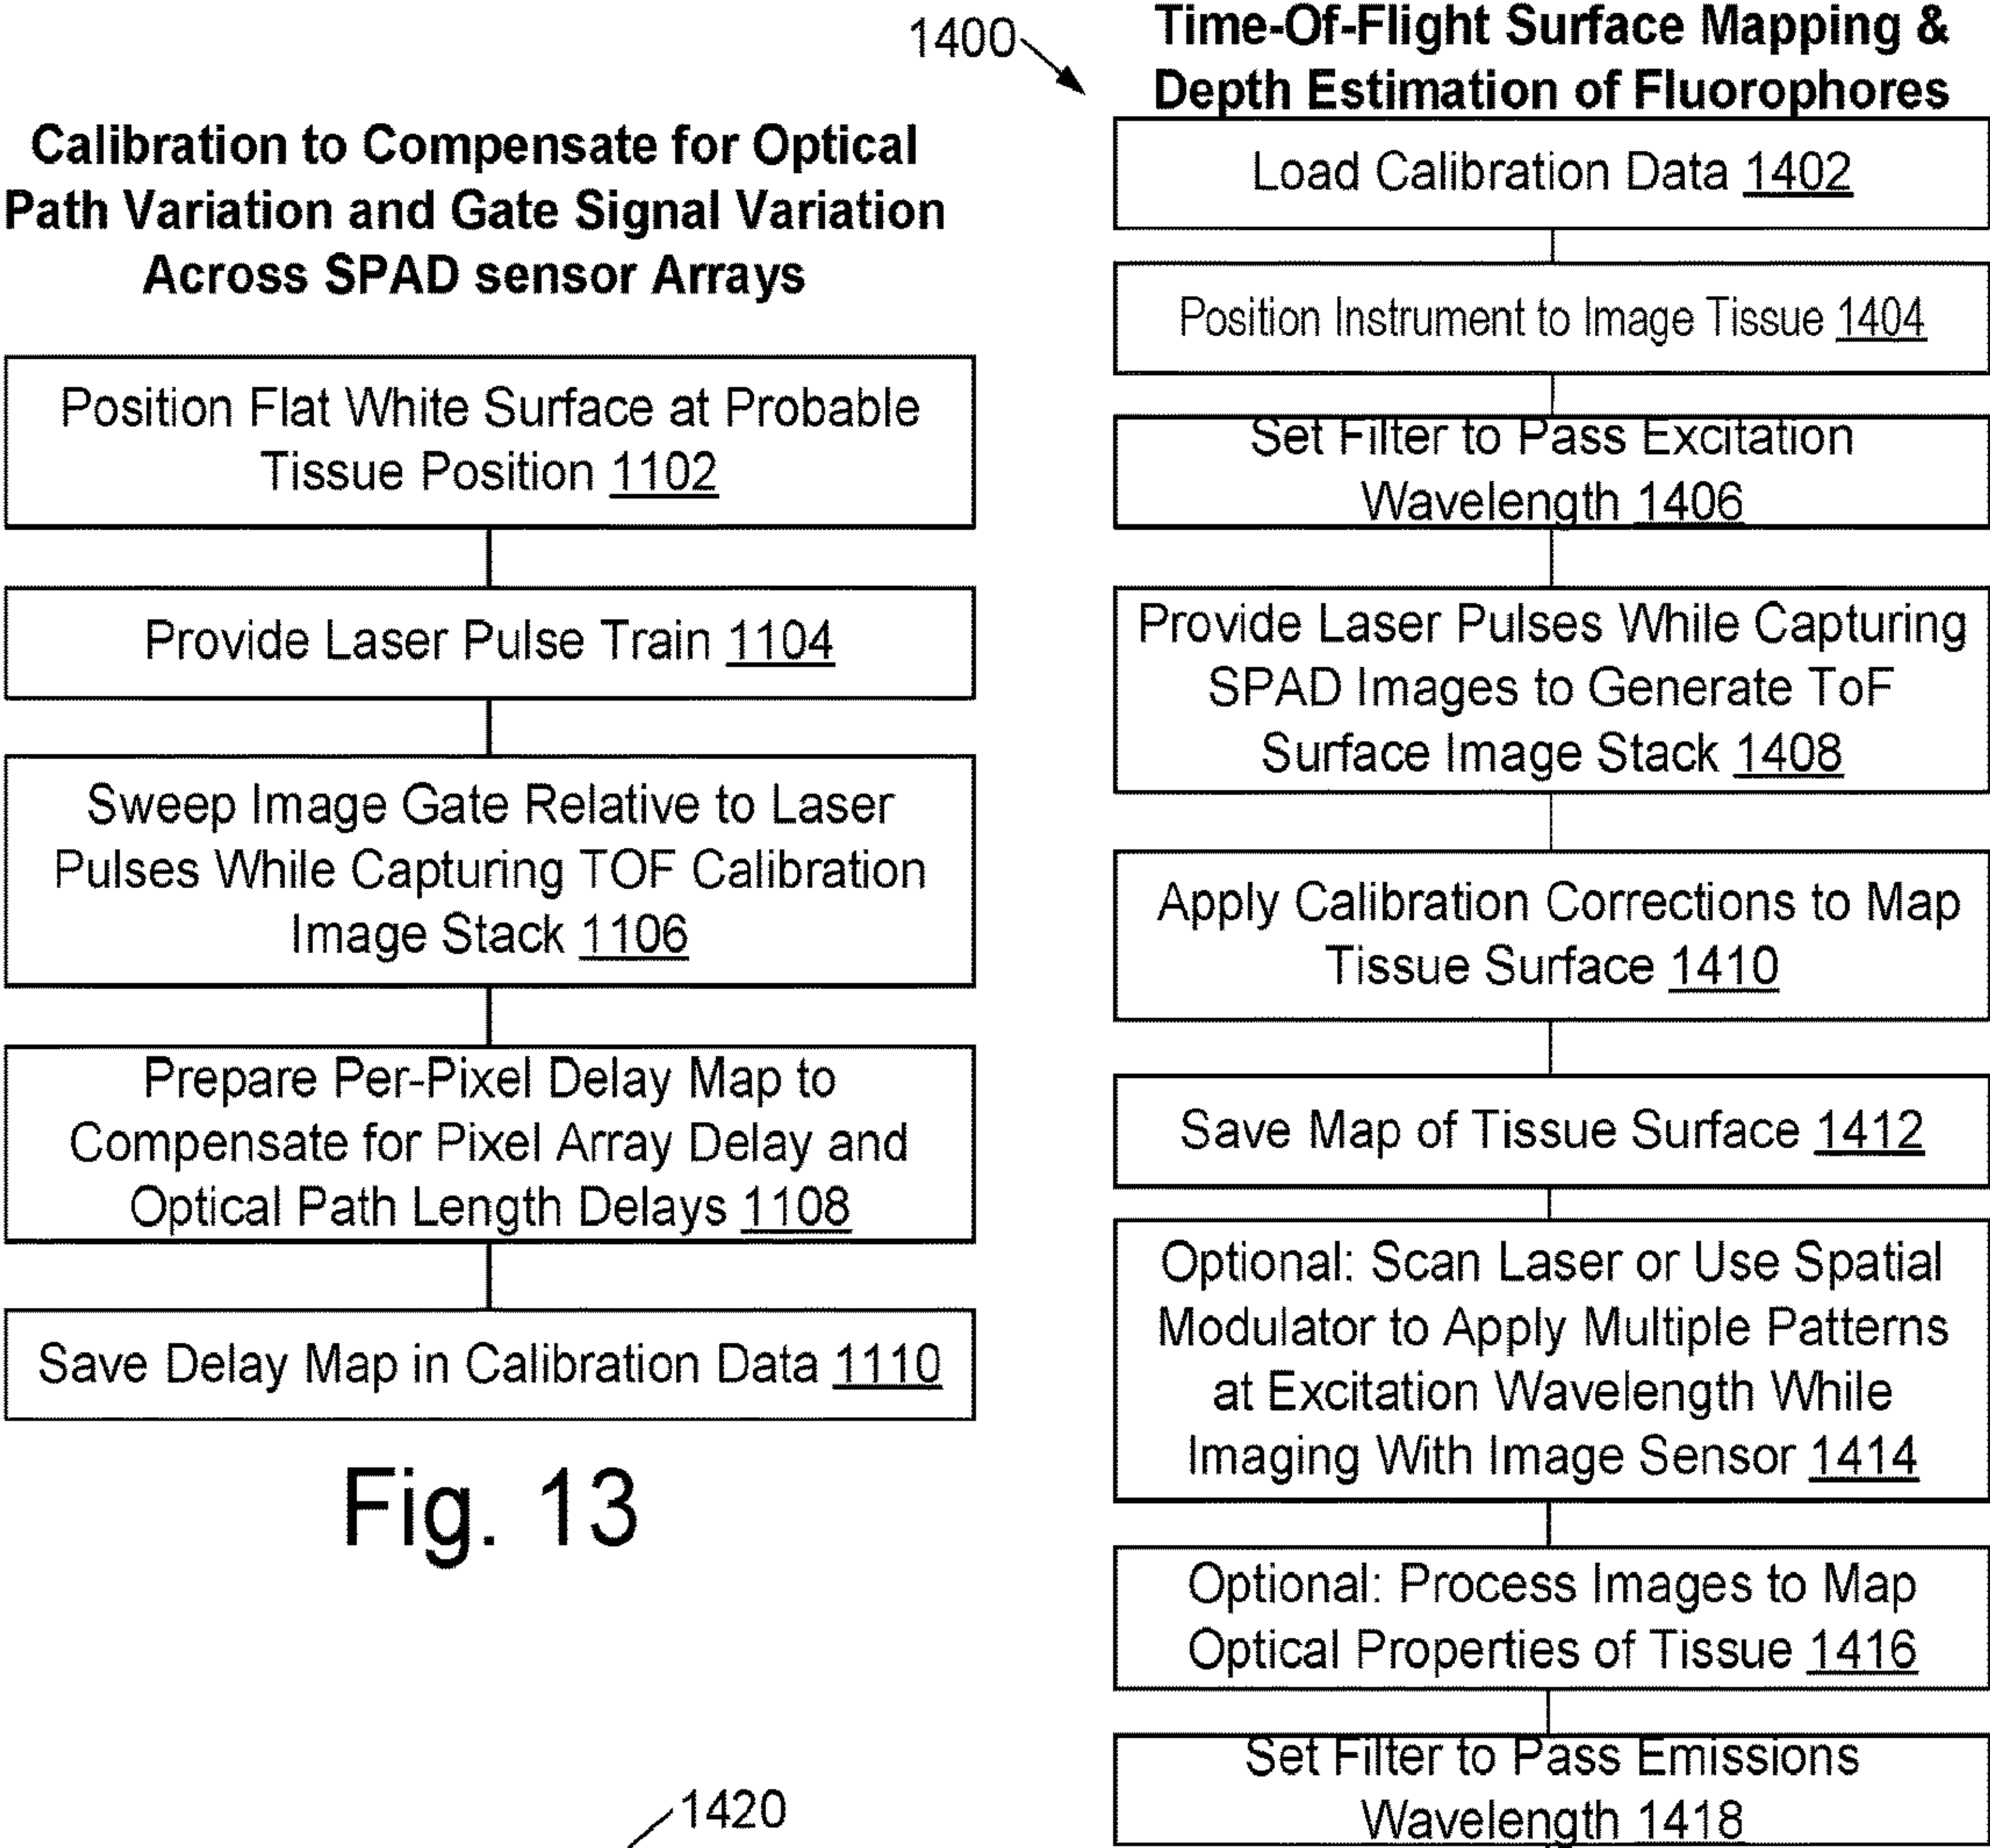 Calibration to Compensate for Optical
Path Variation and Gate Signal Variation
Across SPAD sensor Arrays
Position Flat White Surface at Probable
Tissue Position 1102
Provide Laser Pulse Train 1104
Sweep Image Gate Relative to Laser
Pulses While Capturing TOF Calibration
Image Stack 1106
Prepare Per-Pixel Delay Map to
Compensate for Pixel Array Delay and
Optical Path Length Delays 1108
Save Delay Map in Calibration Data 1110
Fig. 13
1400
Time-Of-Flight Surface Mapping &
Depth Estimation of Fluorophores
Load Calibration Data 1402
Position Instrument to Image Tissue 1404
Set Filter to Pass Excitation
Wavelength 1406
Provide Laser Pulses While Capturing
SPAD Images to Generate ToF
Surface Image Stack 1408
Apply Calibration Corrections to Map
Tissue Surface 1410
Save Map of Tissue Surface 1412
Optional: Scan Laser or Use Spatial
Modulator to Apply Multiple Patterns
at Excitation Wavelength While
Imaging With Image Sensor 1414
Optional: Process Images to Map
Optical Properties of Tissue 1416
Set Filter to Pass Emissions
Wavelength 1418
1420